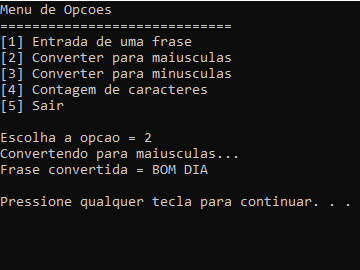 Menu de Opcoes
=============================
[1] Entrada de uma frase
[2] Converter para maiusculas
[3] Converter para minusculas
[4] Contagem de caracteres
[5] Sair
Escolha a opcao = 2
Convertendo para maiusculas...
Frase convertida = BOM DIA
Pressione qualquer tecla para continuar. . .